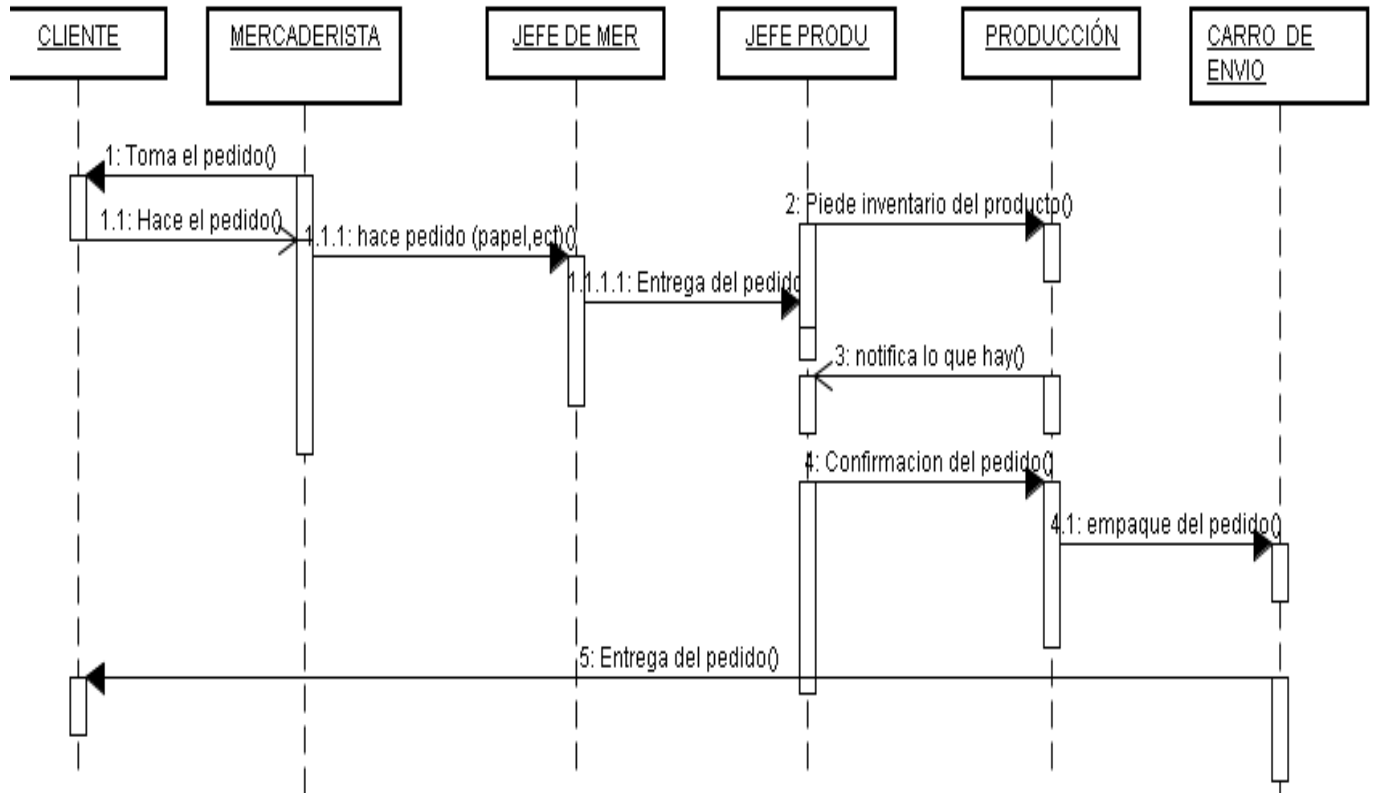 CLIENTE
MERCADERISTA
JEFE DE MER
JEFE PRODU
PRODUCCIÓN
CARRO DE
ENVIO
1: Toma el pedido()
1.1: Hace el pedido()
1.1.1: hace pedido (papel,ect)()
2: Piede inventario del producto()
1.1.1.1: Entrega del pedido
3: notifica lo que hay()
4: Confirmacion del pedido()
4.1: empaque del pedido()
5: Entrega del pedido()